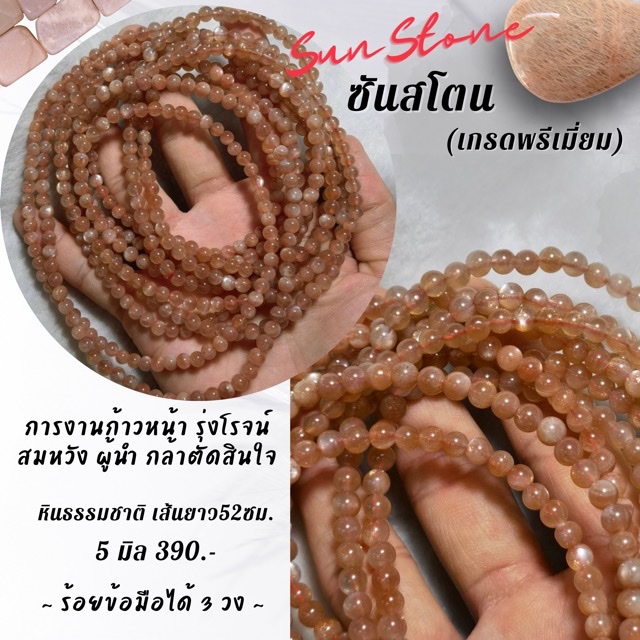 Sun Stone
ซันสโตน
(เกรดพรีเมี่ยม)
การงานก้าวหน้า รุ่งโรจน์
สมหวัง ผู้นำ กล้าตัดสินใจ
หินธรรมชาติ เส้นยาว52ซม.
5 มิล 390.-
~ ร้อยข้อมือได้ 3 วง ~